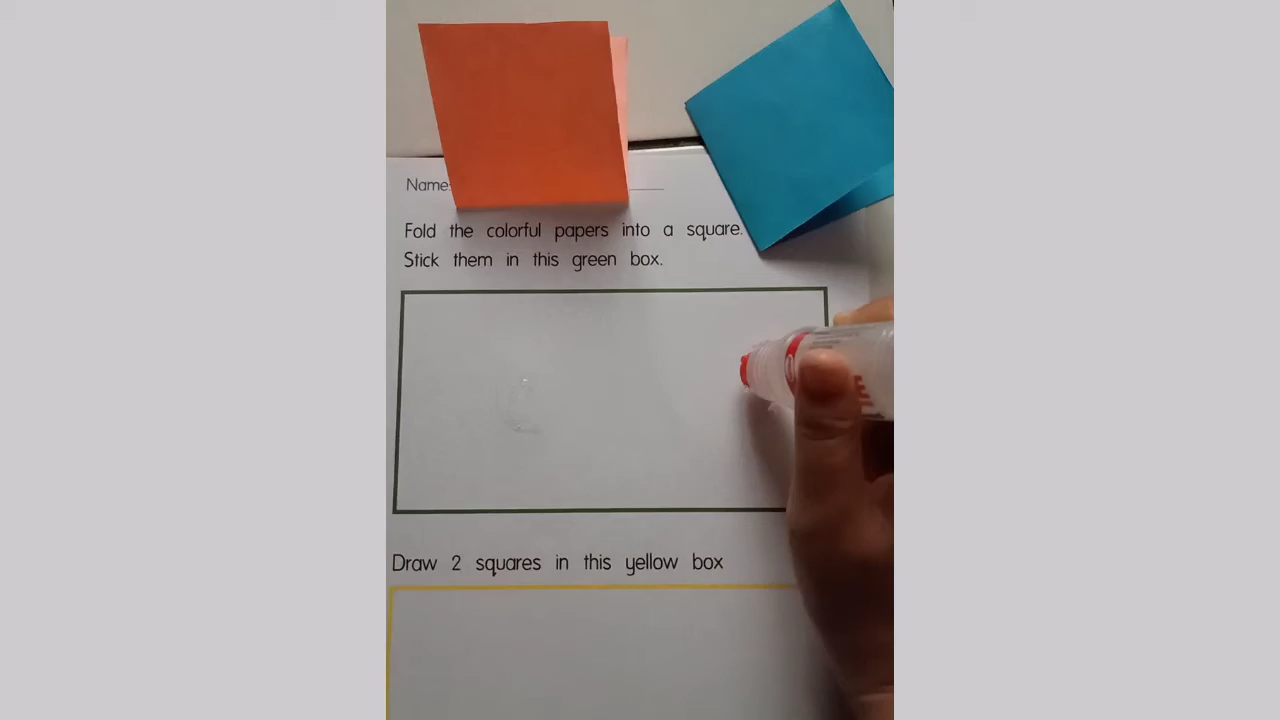 Name:
Fold the colorful papers into a square.
Stick them in this green box.
Draw 2 squares in this yellow box